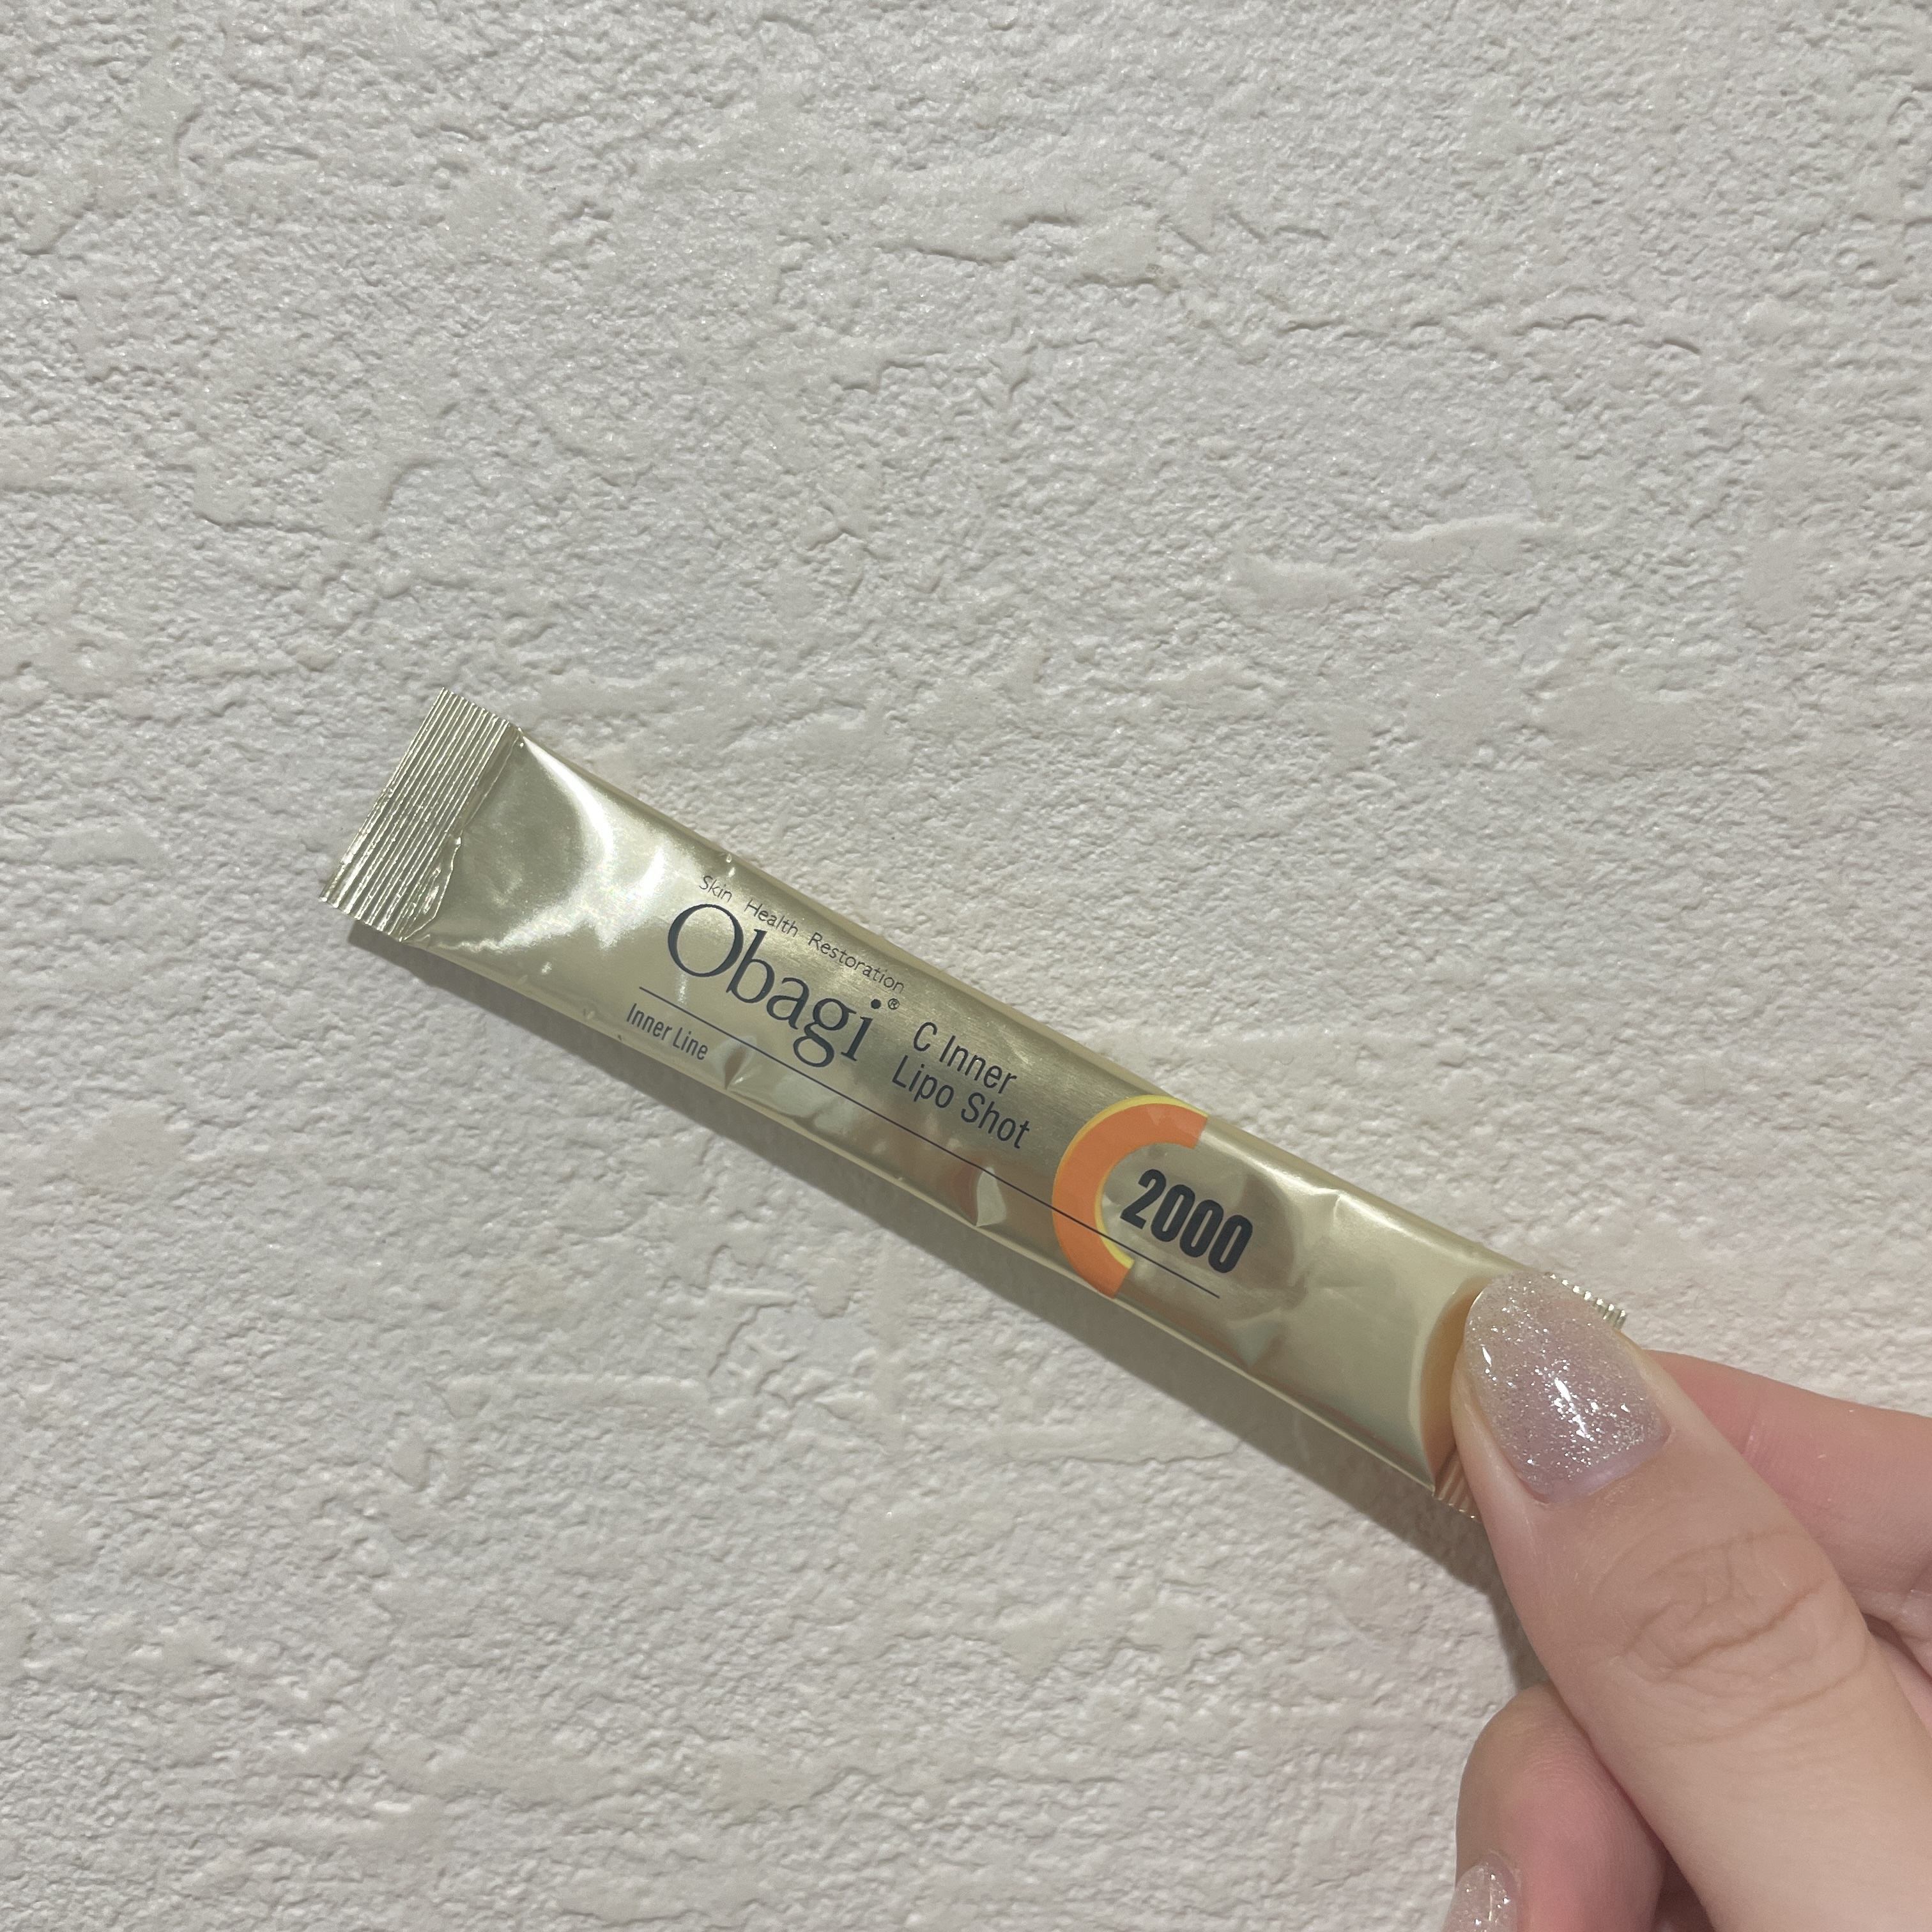 Skin Health Restoration
Obagi®
C Inner
Lipo Shot
Inner Line
2000